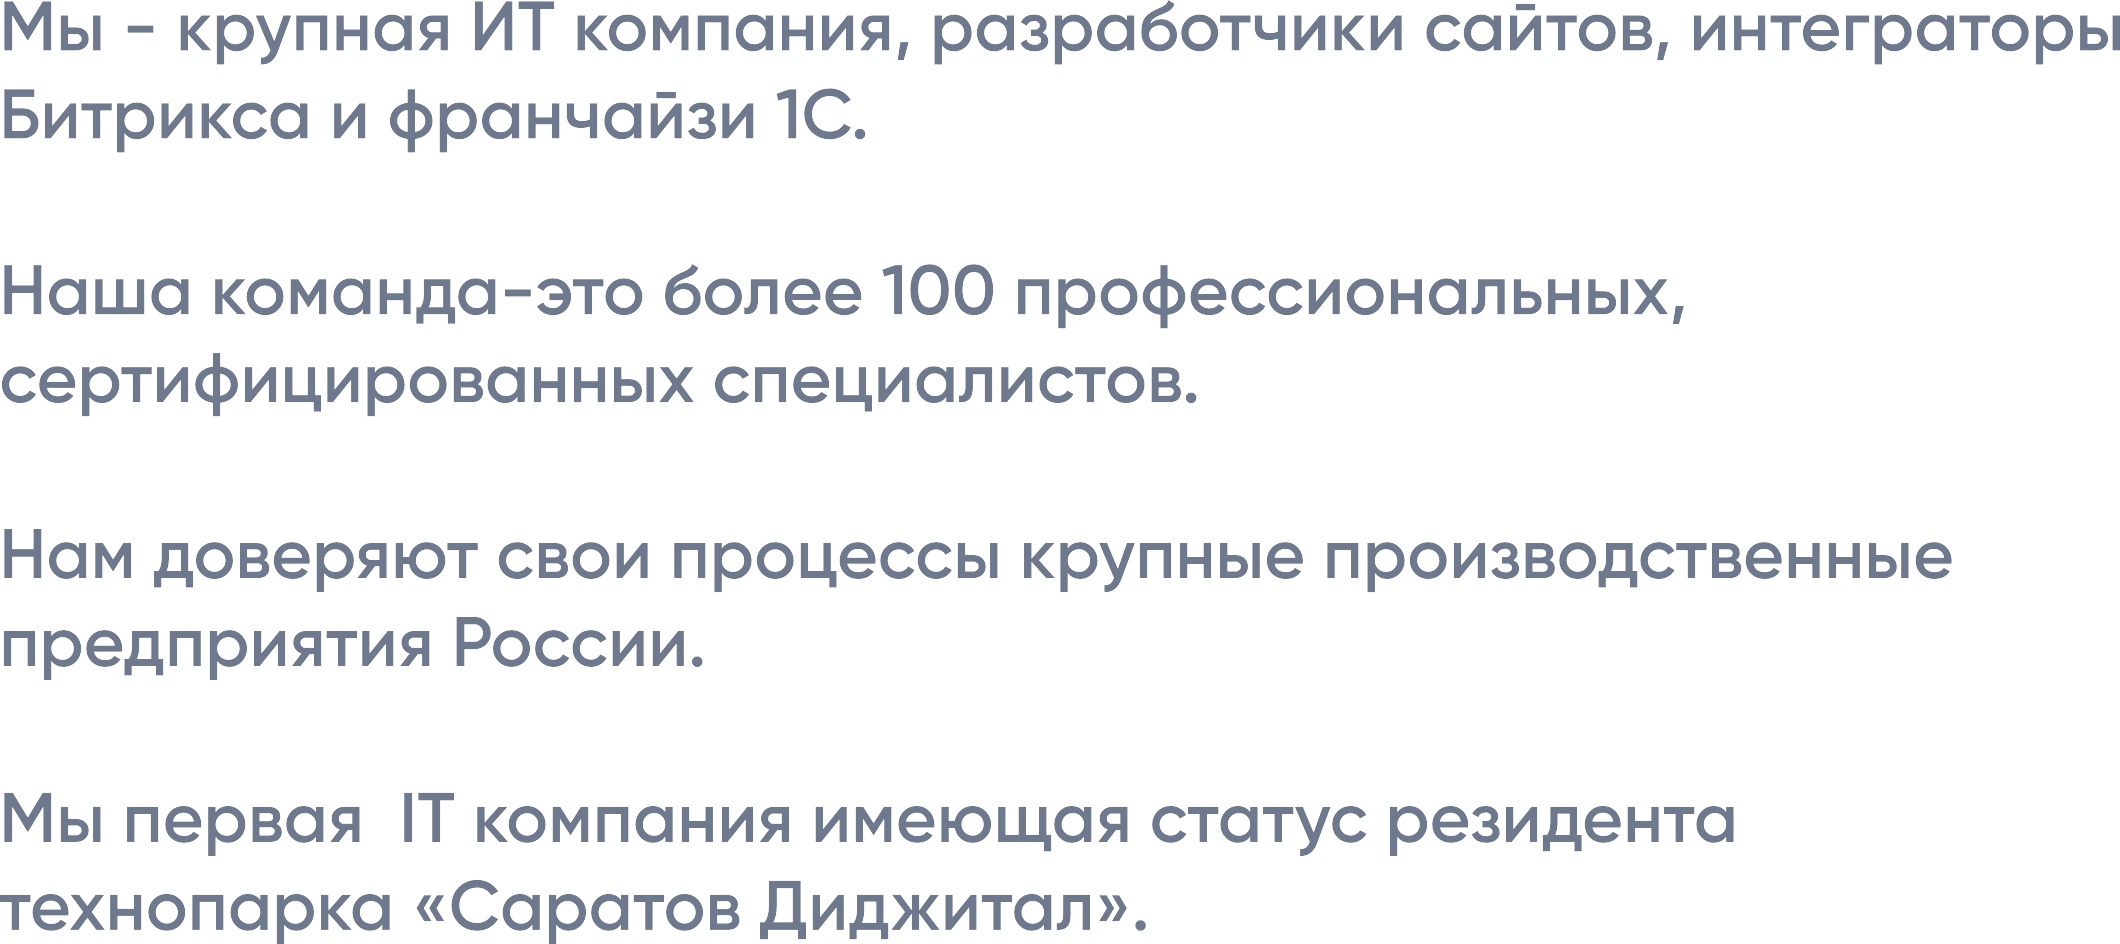 Мы - крупная ИТ компания, разработчики сайтов, интеграторы
Битрикса и франчайзи 1С.
Наша команда-это более 100 профессиональных,
сертифицированных специалистов.
Нам доверяют свои процессы крупные производственные
предприятия России.
Мы первая  IT компания имеющая статус резидента
технопарка «Саратов Диджитал».